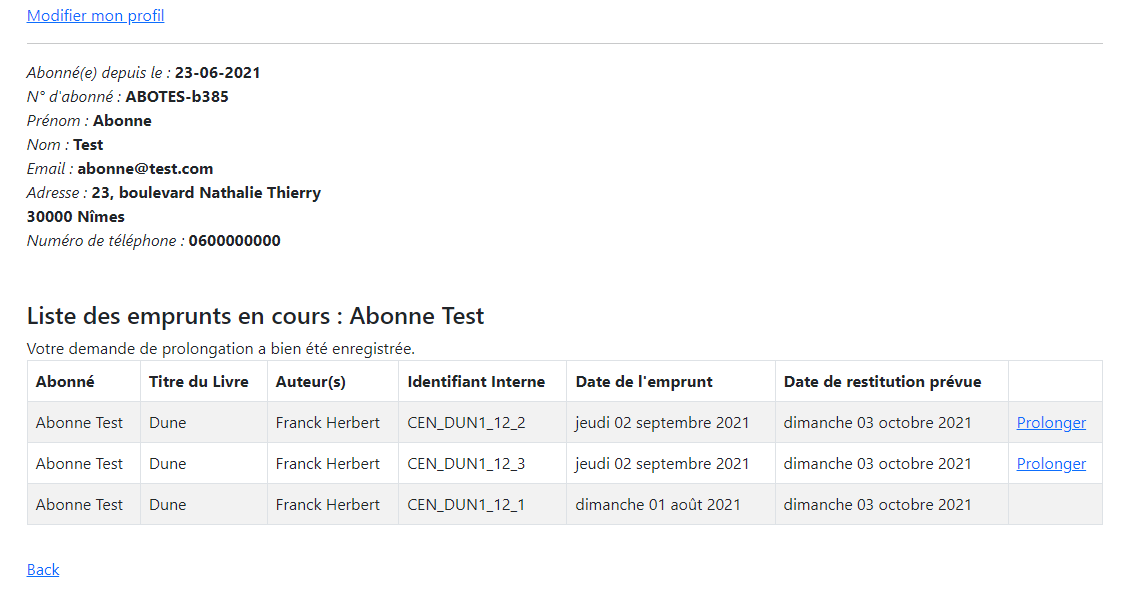 Modifier mon profil
Abonné(e) depuis le : 23-06-2021
N° d'abonné : ABOTES-b385
Prénom : Abonne
Nom : Test
Email : abonne@test.com
Adresse : 23, boulevard Nathalie Thierry
30000 Nîmes
Numéro de téléphone : 0600000000
Liste des emprunts en cours : Abonne Test
Votre demande de prolongation a bien été enregistrée.
Abonné Titre du Livre Auteur(s) Identifiant Interne Date de l'emprunt Date de restitution prévue
Abonne Test Dune Franck Herbert CEN_DUN1_12_2 jeudi 02 septembre 2021 dimanche 03 octobre 2021 Prolonger
Abonne Test Dune Franck Herbert CEN_DUN1_12_3 jeudi 02 septembre 2021 dimanche 03 octobre 2021 Prolonger
Abonne Test Dune Franck Herbert CEN_DUN1_12_1 dimanche 01 août 2021 dimanche 03 octobre 2021
Back